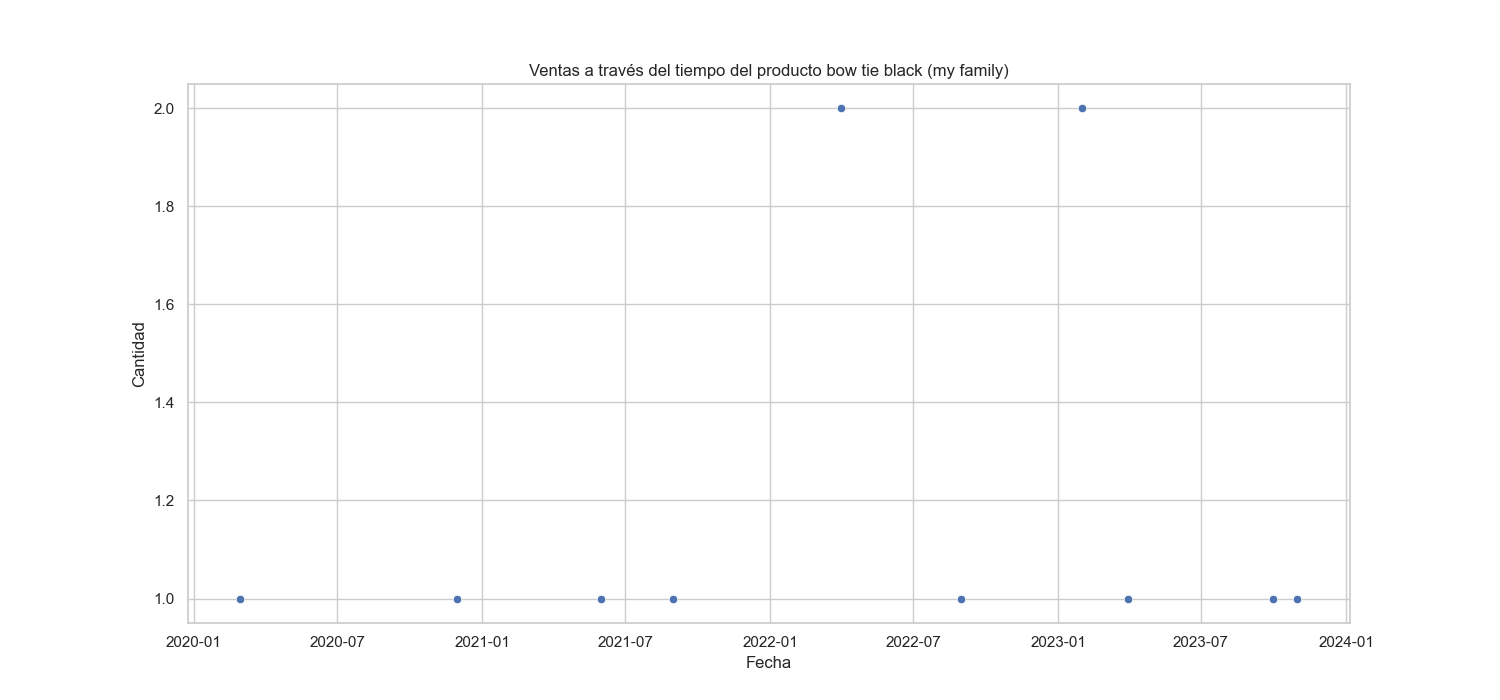 Ventas a través del tiempo del producto bow tie black (my family)
2.0
1.8
1.6
1.4
1.2
1.0
Cantidad
2020-01 2020-07 2021-01 2021-07 2022-01 2022-07 2023-01 2023-07 2024-01
Fecha